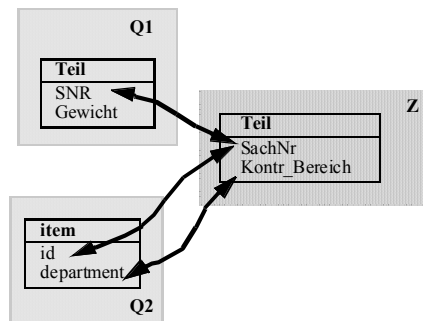 Q1
Teil
SNR
Gewicht
Z
Teil
SachNr
Kontr_Bereich
item
id
department
Q2